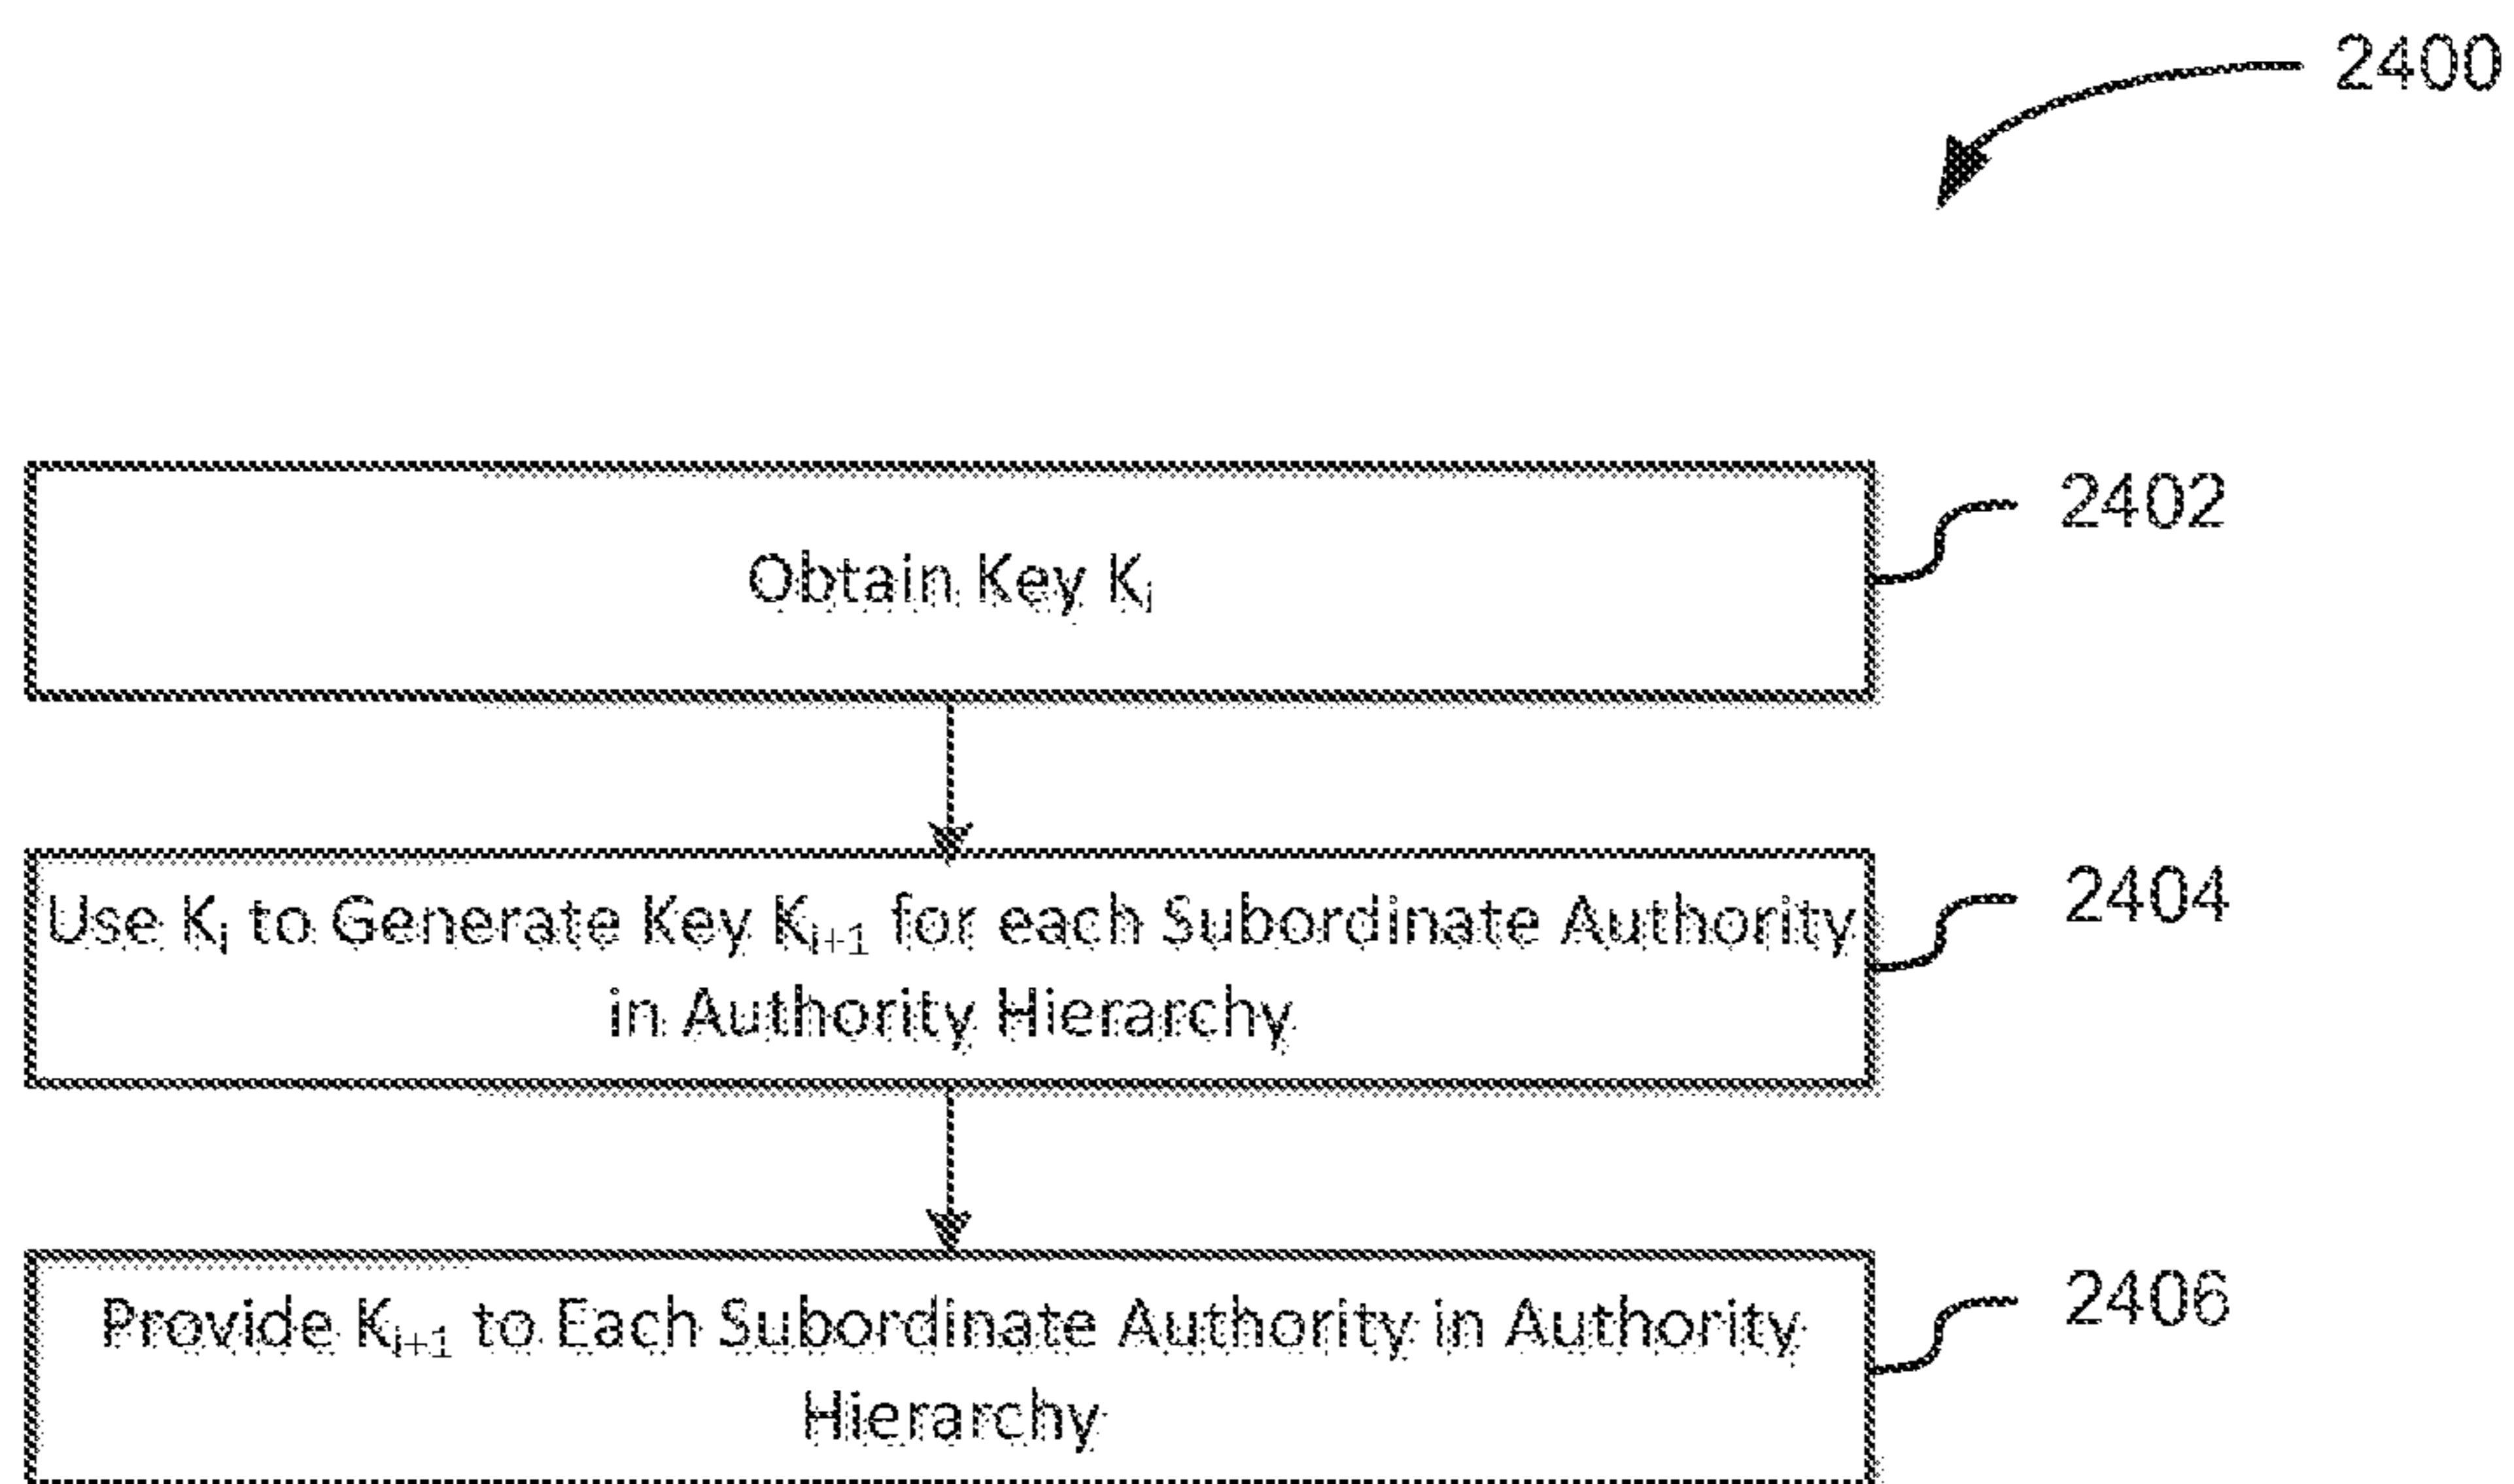 2400
Obtain Key Kᵢ
2402
Use Kᵢ to Generate Key Kᵢ₊₁ for each Subordinate Authority
in Authority Hierarchy
2404
Provide Kᵢ₊₁ to Each Subordinate Authority in Authority
Hierarchy
2406